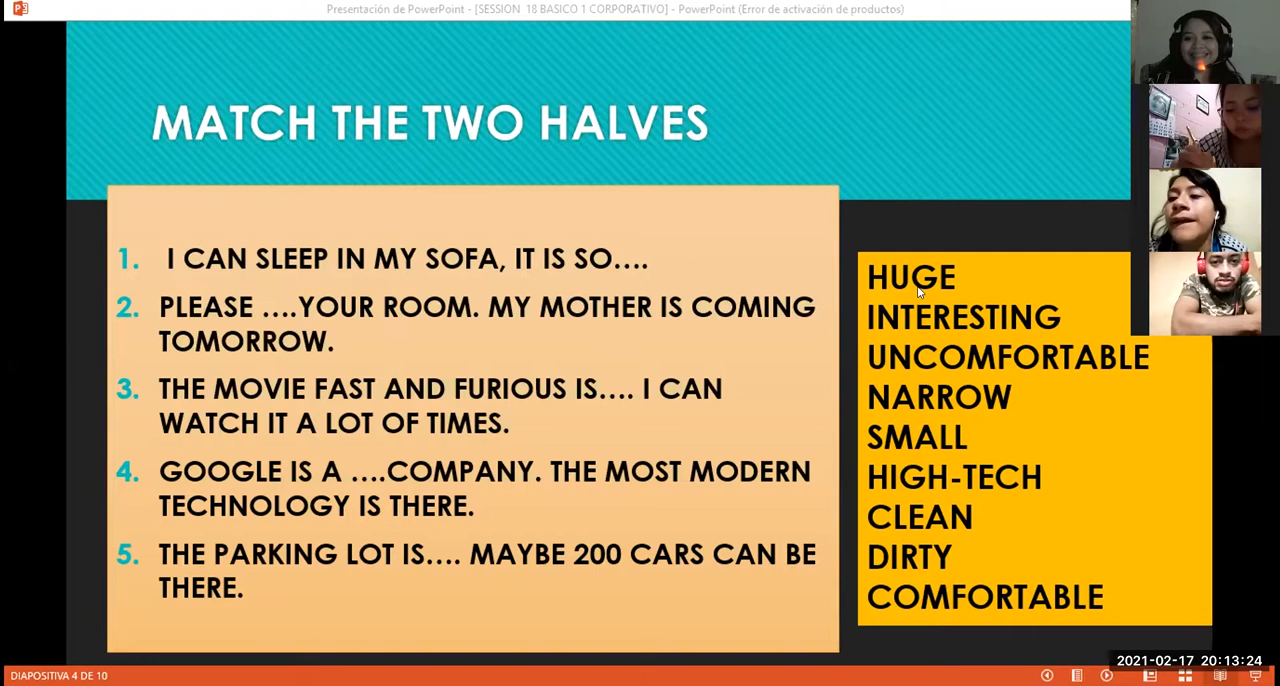 Presentación de PowerPoint - [SESSION 18 BASICO 1 CORPORATIVO] - PowerPoint (Error de activación de productos)
MATCH THE TWO HALVES
1. I CAN SLEEP IN MY SOFA, IT IS SO....
2. PLEASE ....YOUR ROOM. MY MOTHER IS COMING
TOMORROW.
3. THE MOVIE FAST AND FURIOUS IS.... I CAN
WATCH IT A LOT OF TIMES.
4. GOOGLE IS A ....COMPANY. THE MOST MODERN
TECHNOLOGY IS THERE.
5. THE PARKING LOT IS.... MAYBE 200 CARS CAN BE
THERE.
HUGE
INTERESTING
UNCOMFORTABLE
NARROW
SMALL
HIGH-TECH
CLEAN
DIRTY
COMFORTABLE
2021-02-17 20:13:24
DIAPOSITIVA 4 DE 10